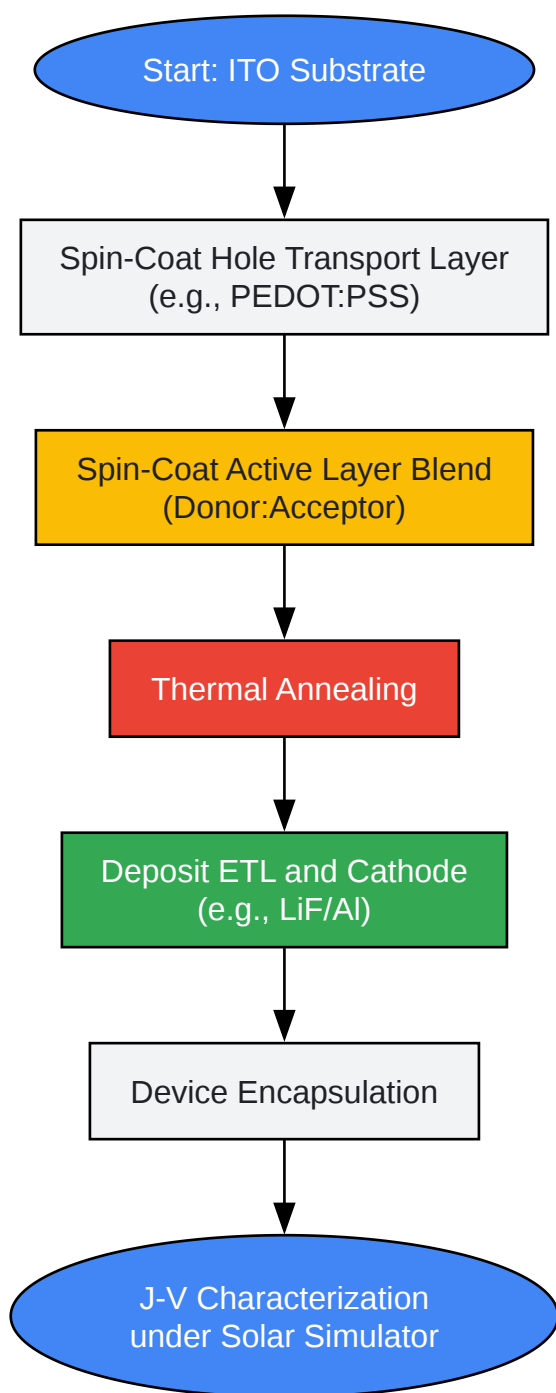 Start: ITO Substrate
Spin-Coat Hole Transport Layer
(e.g., PEDOT:PSS)
Spin-Coat Active Layer Blend
(Donor:Acceptor)
Thermal Annealing
Deposit ETL and Cathode
(e.g., LiF/Al)
Device Encapsulation
J-V Characterization
under Solar Simulator